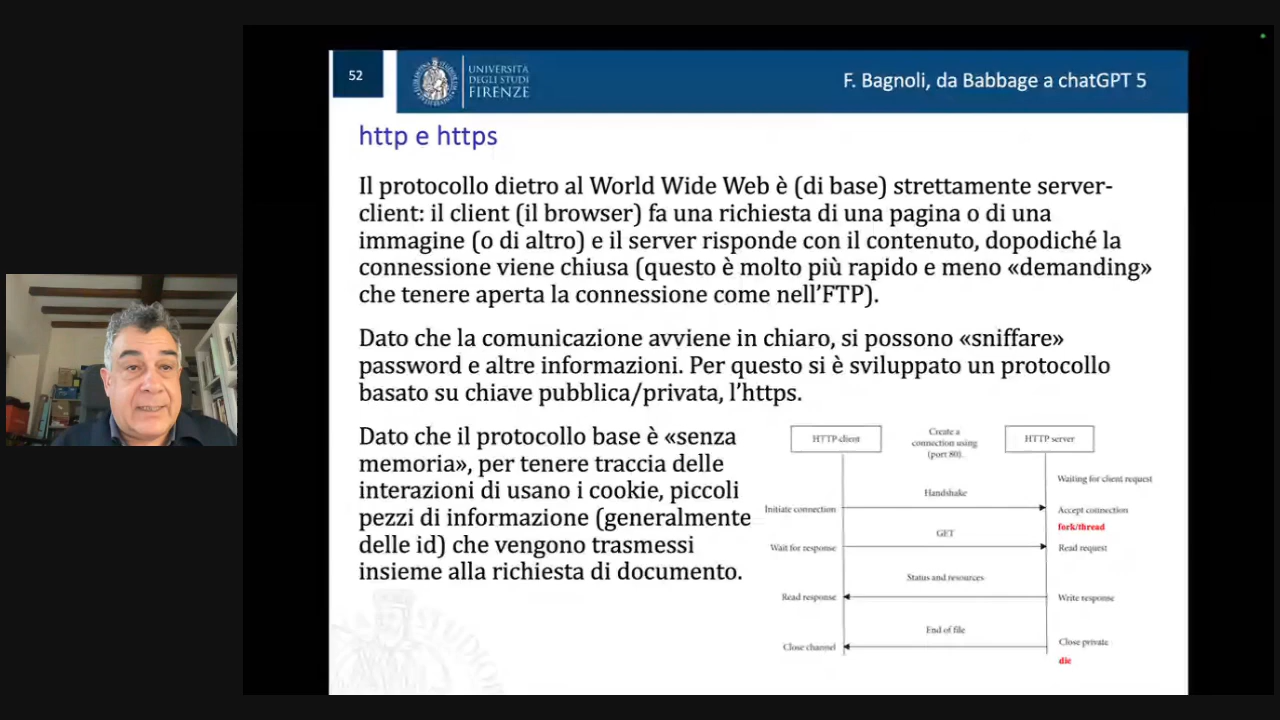 52
UNIVERSITÀ
DEGLI STUDI
FIRENZE
F. Bagnoli, da Babbage a chatGPT 5
http e https
Il protocollo dietro al World Wide Web è (di base) strettamente server-
client: il client (il browser) fa una richiesta di una pagina o di una
immagine (o di altro) e il server risponde con il contenuto, dopodiché la
connessione viene chiusa (questo è molto più rapido e meno «demanding»
che tenere aperta la connessione come nell’FTP).
Dato che la comunicazione avviene in chiaro, si possono «sniffare»
password e altre informazioni. Per questo si è sviluppato un protocollo
basato su chiave pubblica/privata, l’https.
Dato che il protocollo base è «senza
memoria», per tenere traccia delle
interazioni di usano i cookie, piccoli
pezzi di informazione (generalmente
delle id) che vengono trasmessi
insieme alla richiesta di documento.
HTTP client
Create a
connection using
(port 80).
HTTP server
Waiting for client request
Handshake
Initiate connection
Accept connection
fork/thread
GET
Wait for response
Read request
Status and resources
Read response
Write response
End of file
Close channel
Close private
die